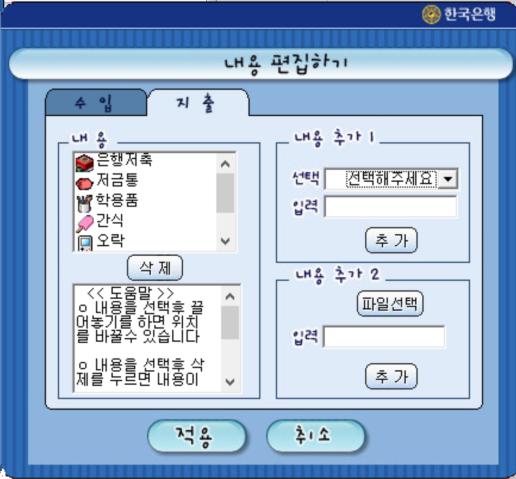 한국은행
내용 편집하기
수 입
지 출
내 용
은행저축
저금통
학용품
간식
오락
삭 제
<< 도움말 >>
o 내용을 선택후 끌
어놓기를 하면 위치
를 바꿀수 있습니다
o 내용을 선택후 삭
제를 누르면 내용이
내용 추가 1
선택 선택해주세요
입력
추 가
내용 추가 2
파일선택
입력
추 가
적용
취소